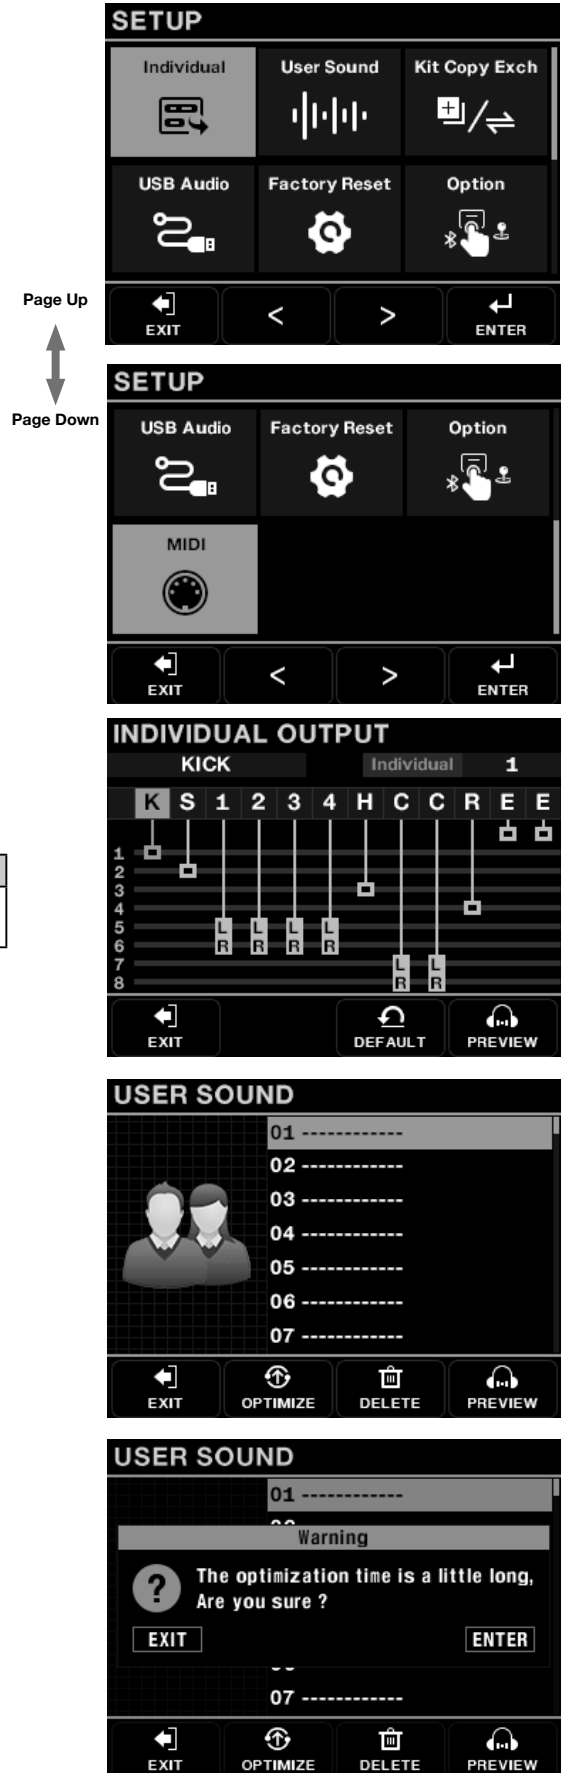 SETUP
Individual User Sound Kit Copy Exch
USB Audio Factory Reset Option
EXIT < > ENTER
Page Up
Page Down
SETUP
USB Audio Factory Reset Option
MIDI
EXIT < > ENTER
INDIVIDUAL OUTPUT
KICK Individual 1
K S 1 2 3 4 H C C R E E
1
2
3
4
5 L L L L
6 R R R R
7 L L
8 R R
EXIT DEFAULT PREVIEW
USER SOUND
01 ------------
02 ------------
03 ------------
04 ------------
05 ------------
06 ------------
07 ------------
EXIT OPTIMIZE DELETE PREVIEW
USER SOUND
01 ------------
Warning
? The optimization time is a little long,
Are you sure ?
EXIT ENTER
07 ------------
EXIT OPTIMIZE DELETE PREVIEW